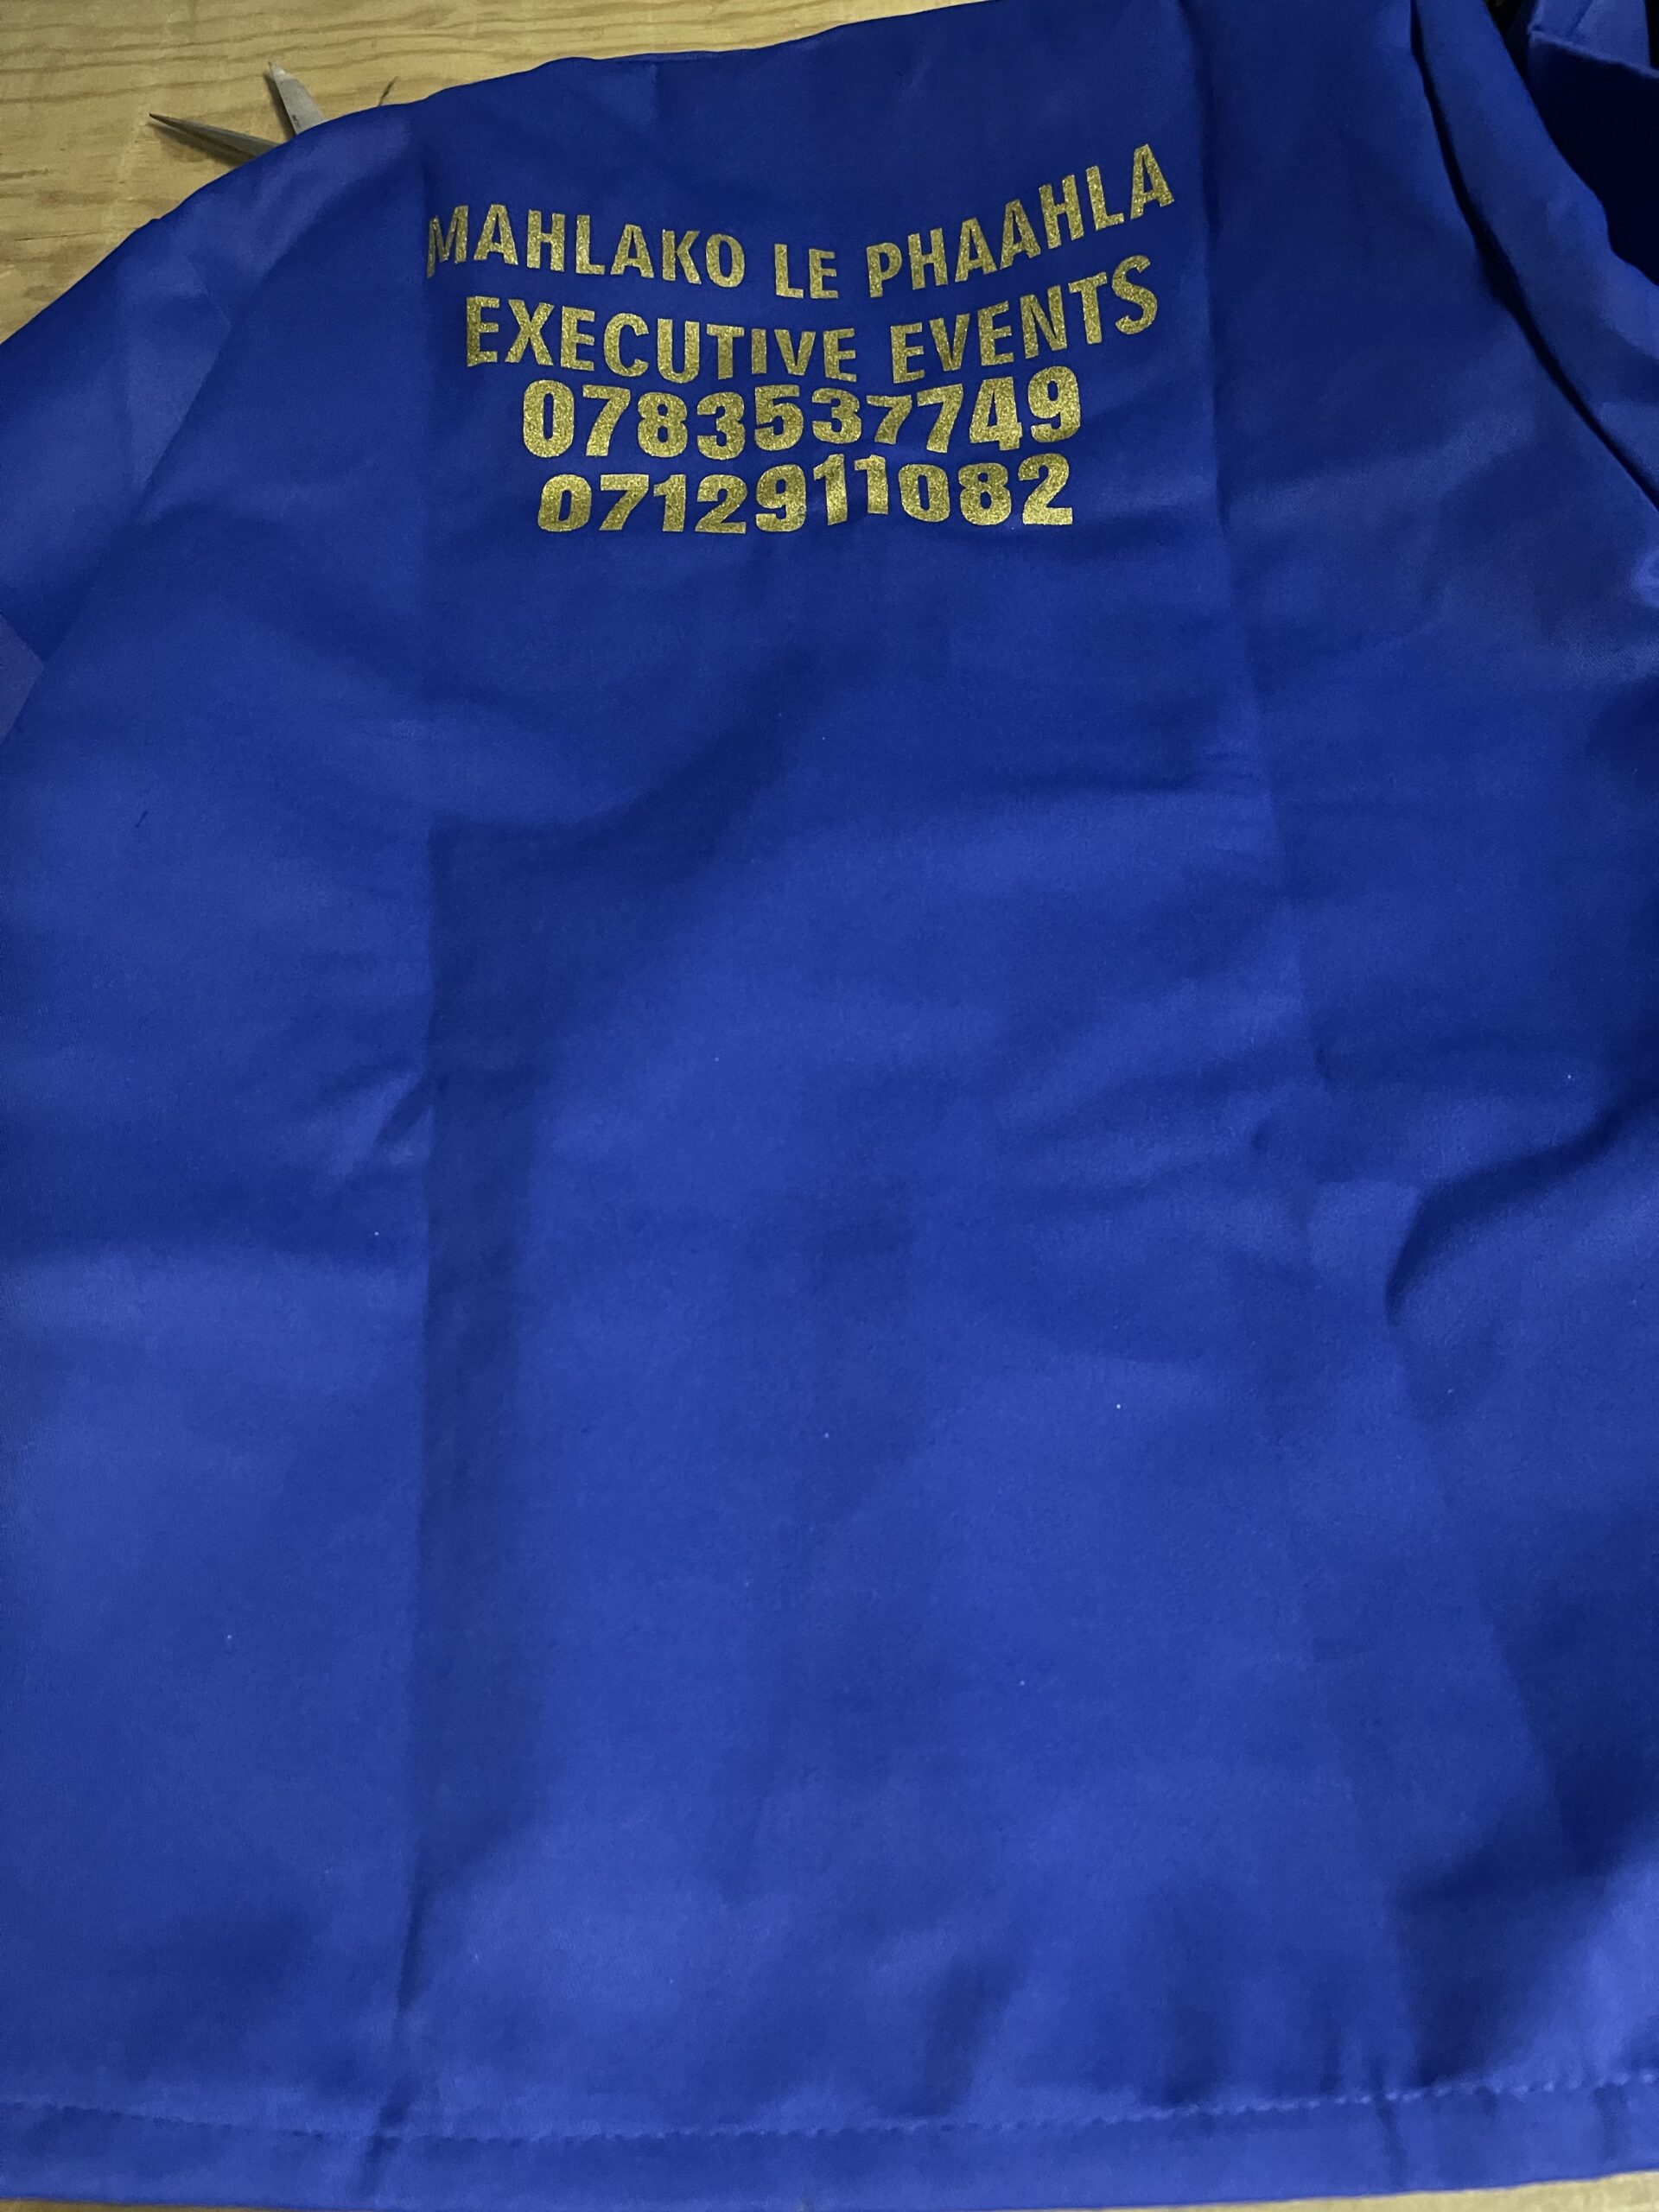 MAHLAKO LE PHAAHLA
EXECUTIVE EVENTS
0783537749
0712911082